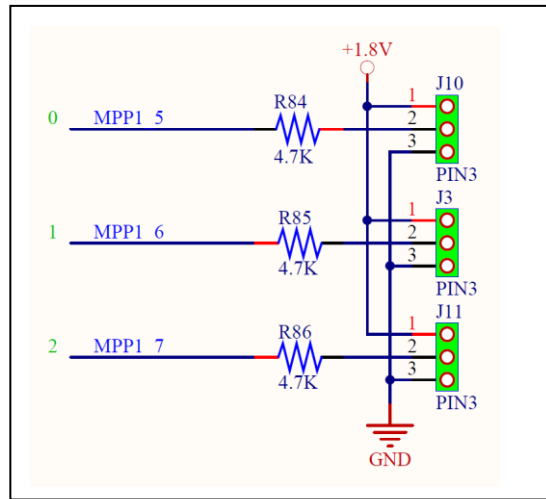 +1.8V
J10
R84
1
0 MPP1_5
2
3
4.7K
PIN3
J3
1
R85
1 MPP1_6
2
3
4.7K
PIN3
J11
1
R86
2 MPP1_7
2
3
4.7K
PIN3
GND